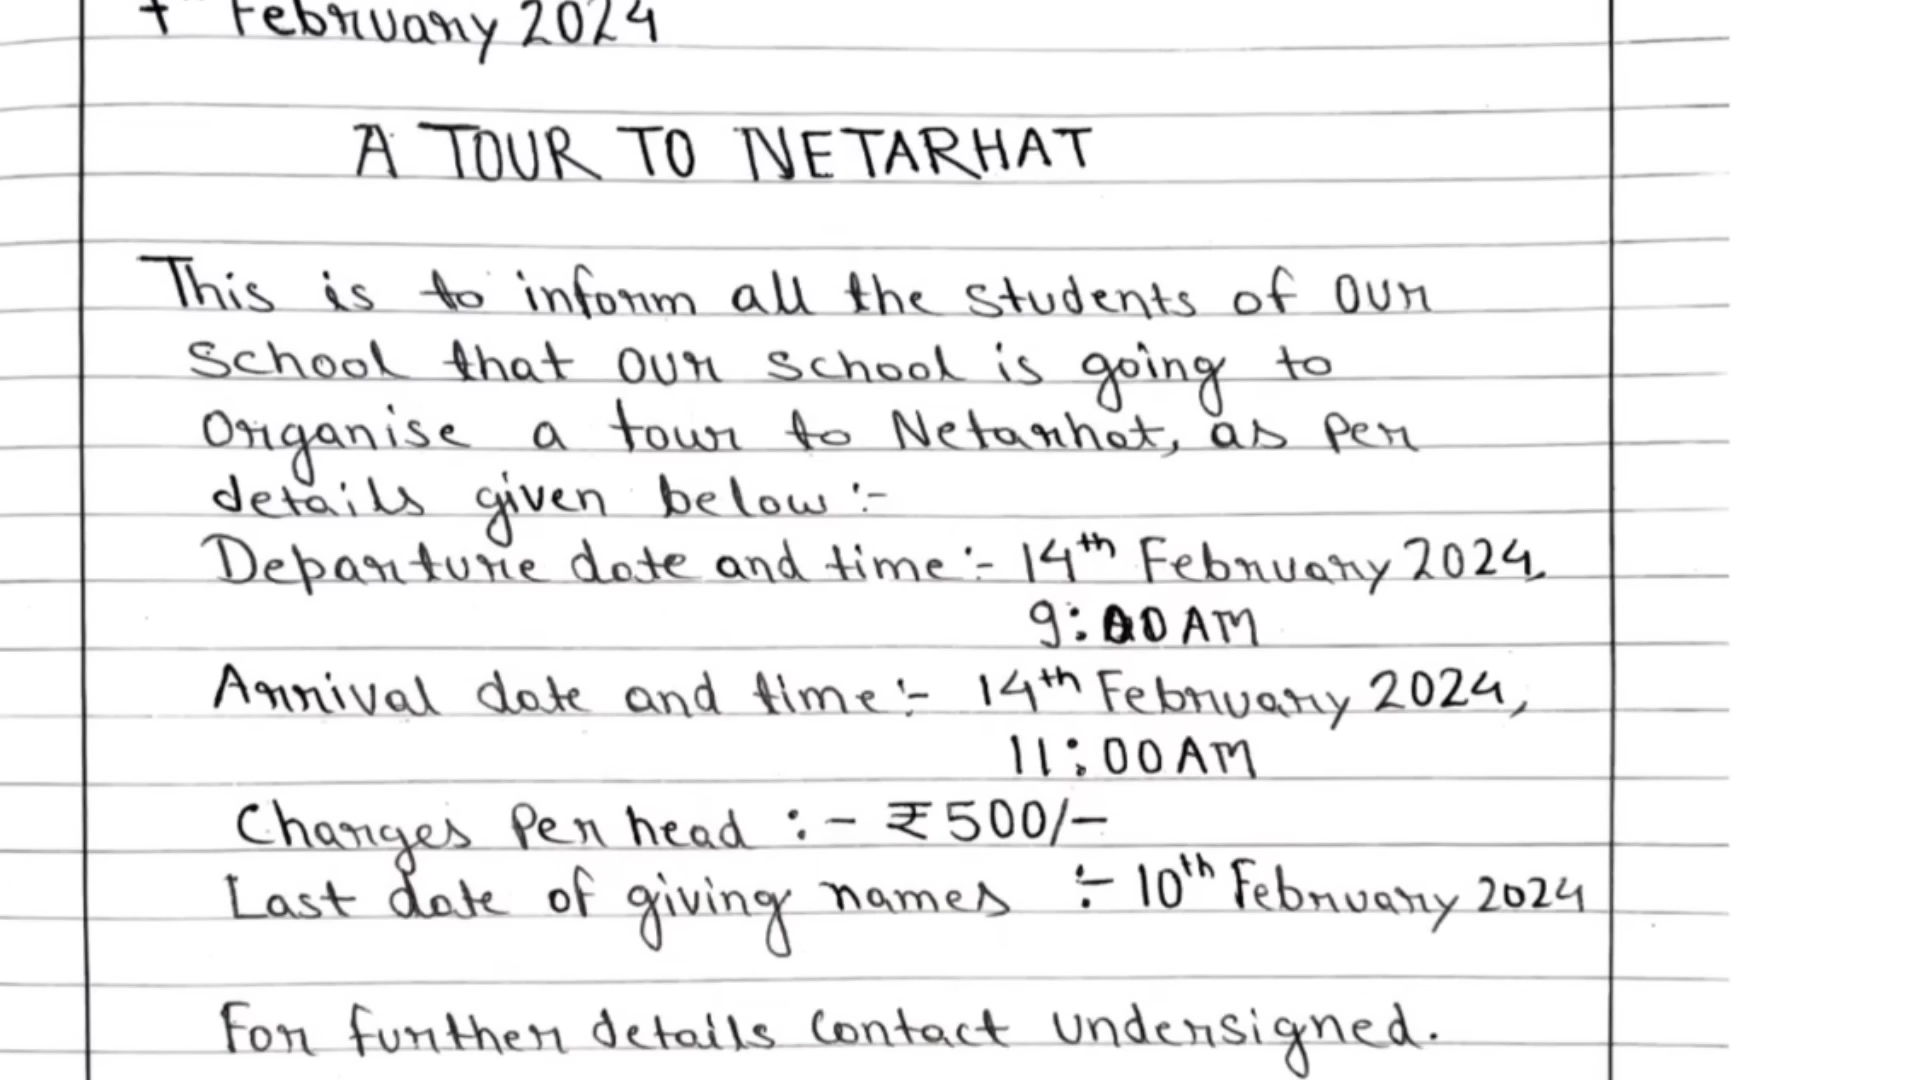 February 2024
A TOUR TO NETARHAT
This is to inform all the students of our
School that our school is going to
Organise a tour to Netarhat, as per
details given below :-
Departure date and time :- 14th February 2024,
9:00 AM
Arrival date and time :- 14th February 2024,
11:00 AM
Charges Per head :- ₹500/-
Last date of giving names :- 10th February 2024
For further details contact undersigned.